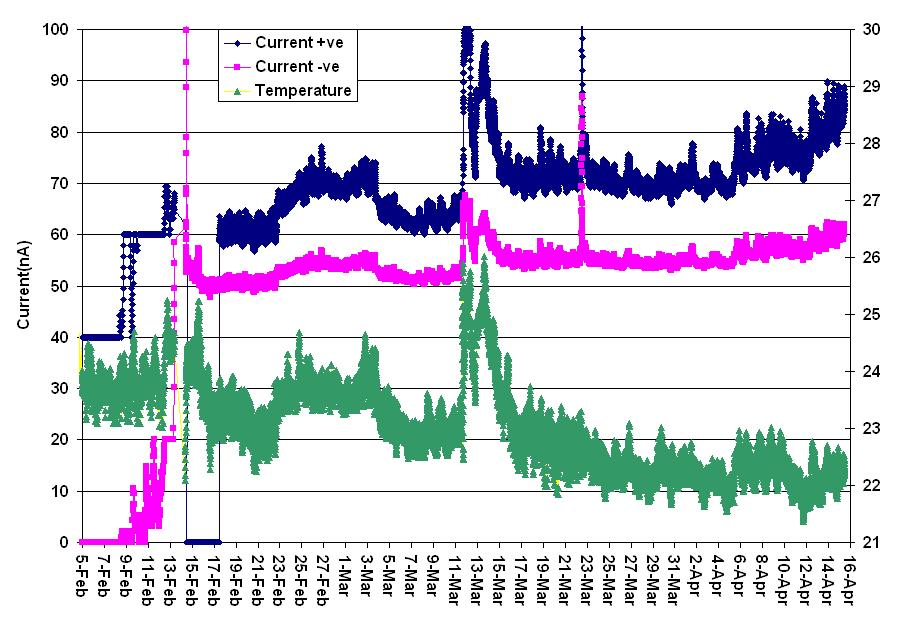 100
90
80
70
60
50
40
30
20
10
0
Current(nA)
Current +ve
Current -ve
Temperature
30
29
28
27
26
25
24
23
22
21
5-Feb
7-Feb
9-Feb
11-Feb
13-Feb
15-Feb
17-Feb
19-Feb
21-Feb
23-Feb
25-Feb
27-Feb
1-Mar
3-Mar
5-Mar
7-Mar
9-Mar
11-Mar
13-Mar
15-Mar
17-Mar
19-Mar
21-Mar
23-Mar
25-Mar
27-Mar
29-Mar
31-Mar
2-Apr
4-Apr
6-Apr
8-Apr
10-Apr
12-Apr
14-Apr
16-Apr